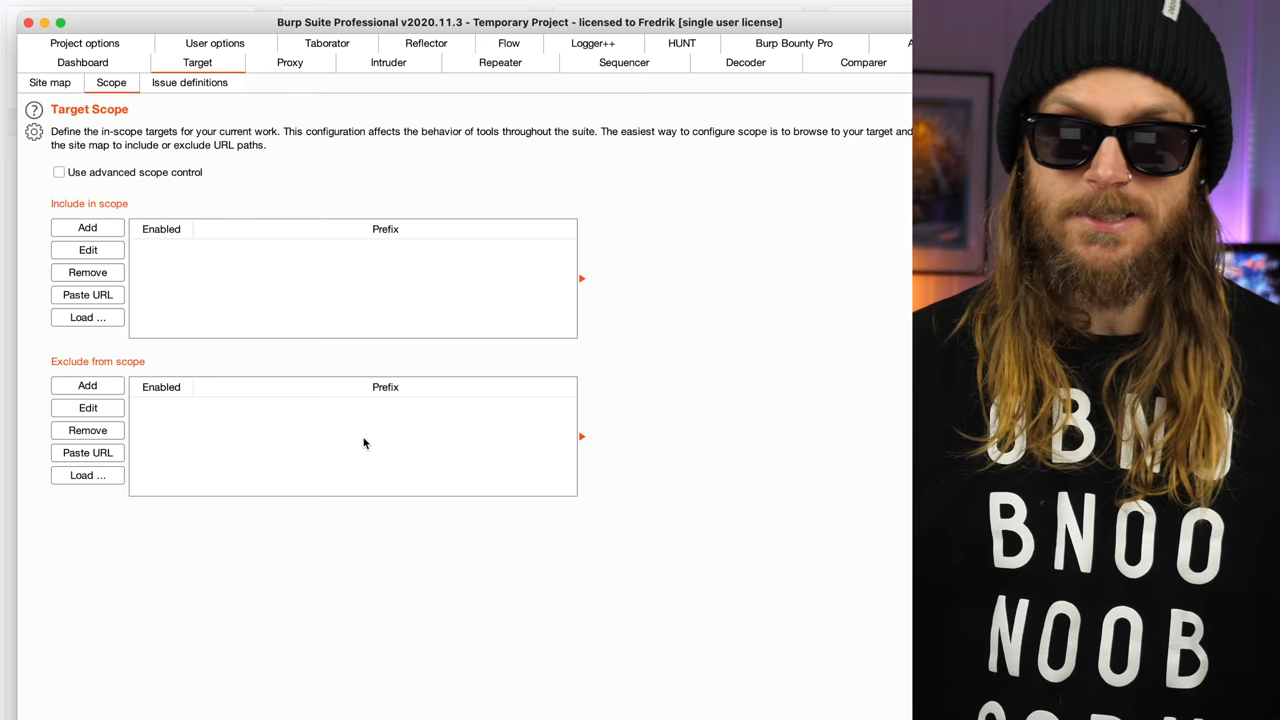 Burp Suite Professional v2020.11.3 - Temporary Project - licensed to Fredrik [single user license]
Project options User options Taborator Reflector Flow Logger++ HUNT Burp Bounty Pro A
Dashboard Target Proxy Intruder Repeater Sequencer Decoder Comparer
Site map Scope Issue definitions
? Target Scope
Define the in-scope targets for your current work. This configuration affects the behavior of tools throughout the suite. The easiest way to configure scope is to browse to your target and
the site map to include or exclude URL paths.
Use advanced scope control
Include in scope
Add Enabled Prefix
Edit
Remove
Paste URL
Load ...
Exclude from scope
Add Enabled Prefix
Edit
Remove
Paste URL
Load ...
OBNO
BNOO
NOOB